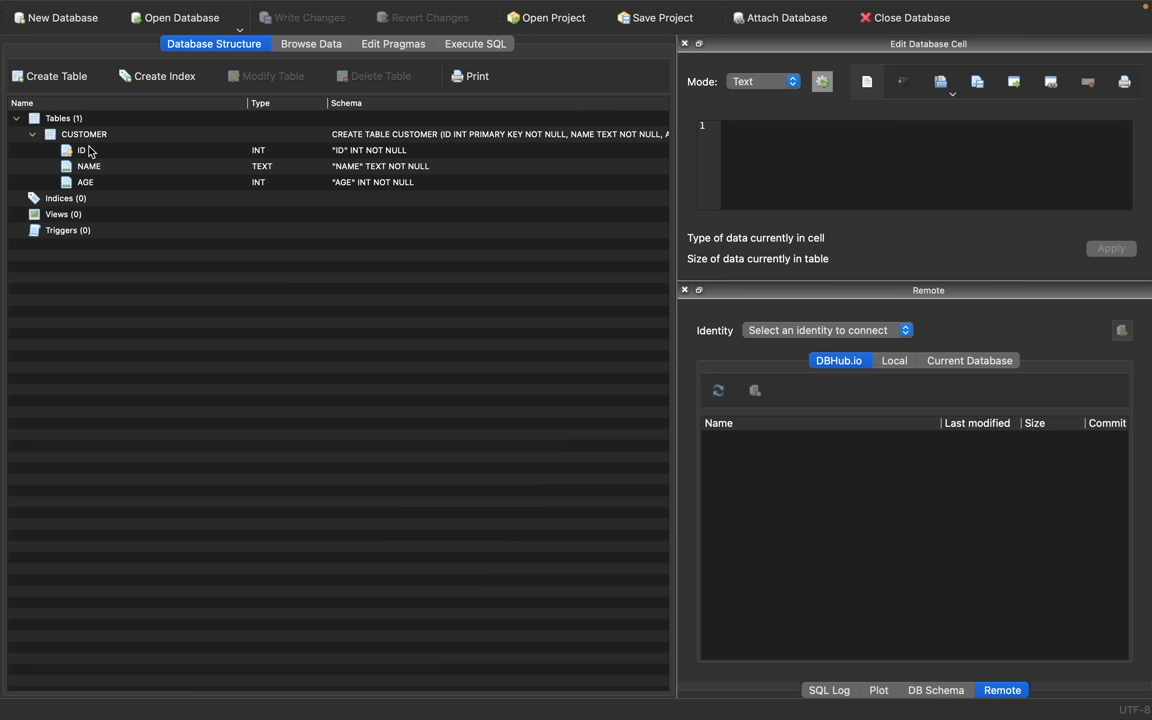 New Database Open Database Write Changes Revert Changes Open Project Save Project Attach Database Close Database
Database Structure Browse Data Edit Pragmas Execute SQL
Create Table Create Index Modify Table Delete Table Print
Name Type Schema
Tables (1)
CUSTOMER CREATE TABLE CUSTOMER (ID INT PRIMARY KEY NOT NULL, NAME TEXT NOT NULL, A
ID INT "ID" INT NOT NULL
NAME TEXT "NAME" TEXT NOT NULL
AGE INT "AGE" INT NOT NULL
Indices (0)
Views (0)
Triggers (0)
Edit Database Cell
Mode: Text
1
Type of data currently in cell
Size of data currently in table
Apply
Remote
Identity Select an identity to connect
DBHub.io Local Current Database
Name Last modified Size Commit
SQL Log Plot DB Schema Remote
UTF-8